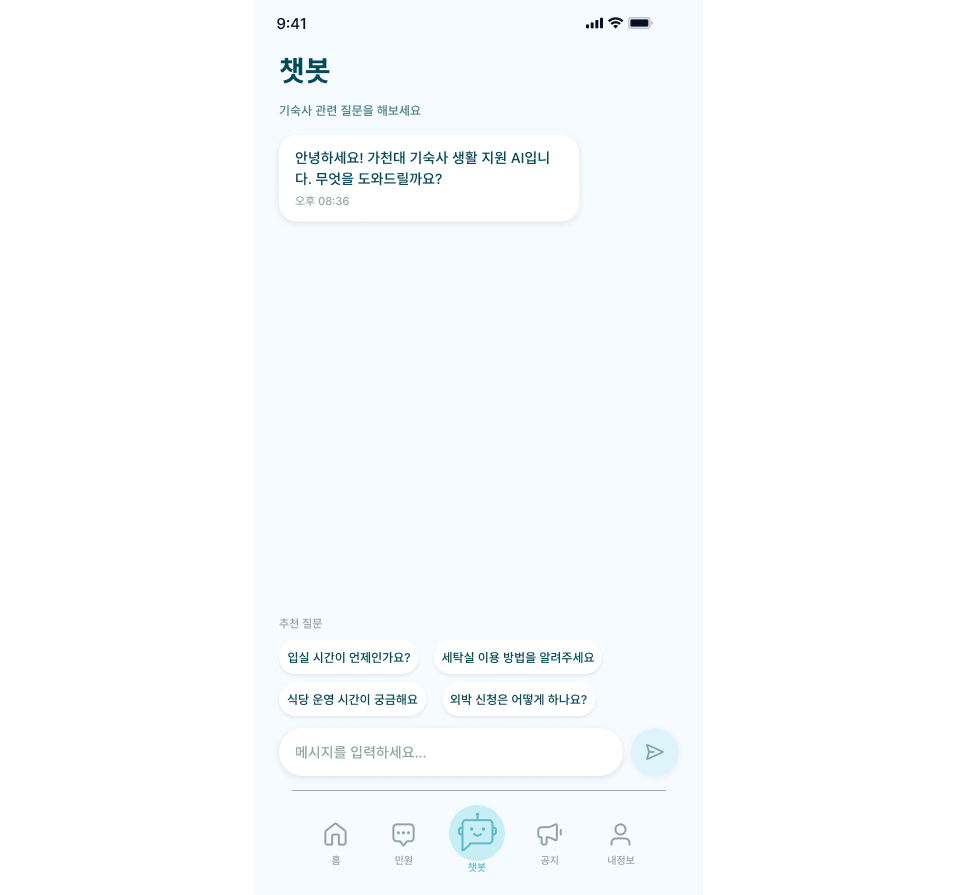 9:41
챗봇
기숙사 관련 질문을 해보세요
안녕하세요! 가천대 기숙사 생활 지원 AI입니
다. 무엇을 도와드릴까요?
오후 08:36
추천 질문
입실 시간이 언제인가요?
세탁실 이용 방법을 알려주세요
식당 운영 시간이 궁금해요
외박 신청은 어떻게 하나요?
메시지를 입력하세요...
홈
민원
챗봇
공지
내정보